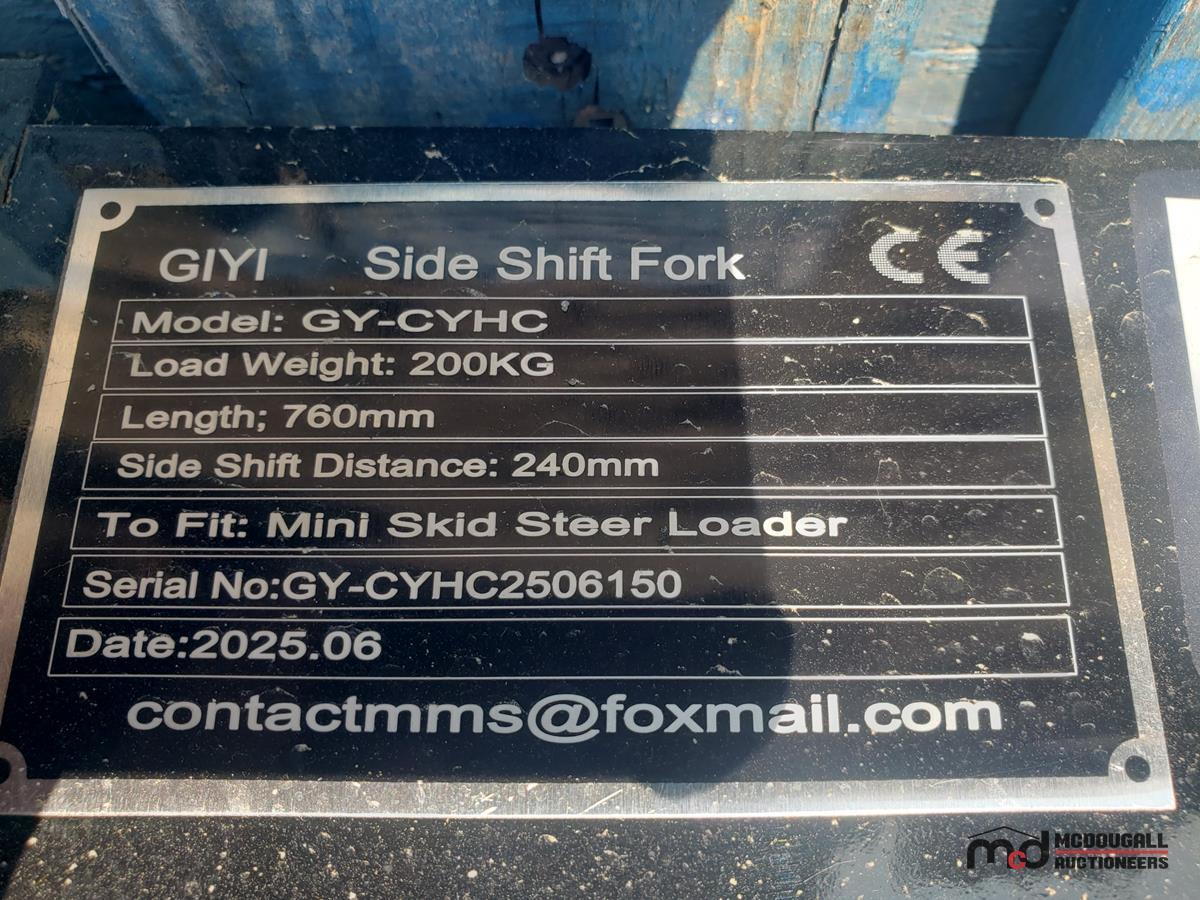 GIYI Side Shift Fork CE
Model: GY-CYHC
Load Weight: 200KG
Length; 760mm
Side Shift Distance: 240mm
To Fit: Mini Skid Steer Loader
Serial No:GY-CYHC2506150
Date:2025.06
contactmms@foxmail.com
mcd MCDOUGALL
AUCTIONEERS